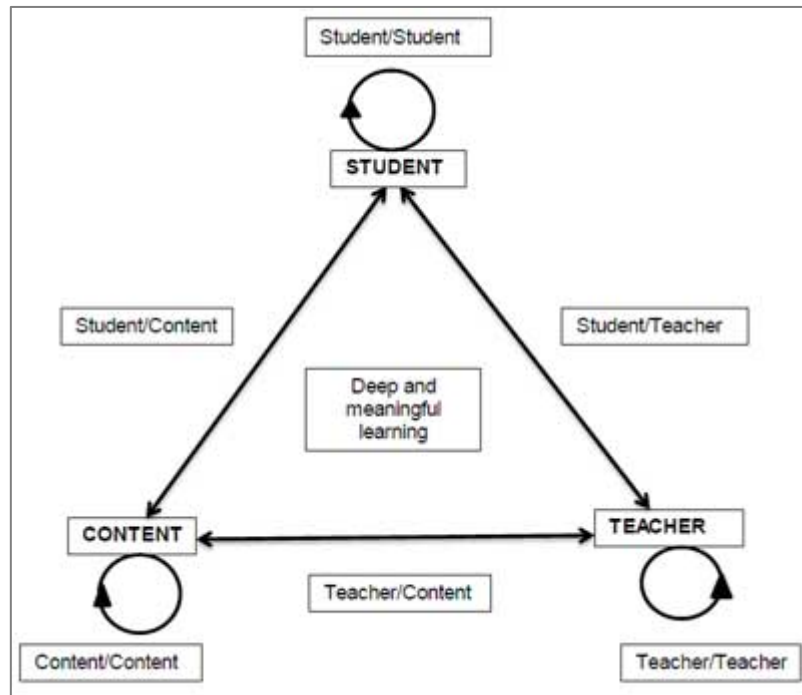 Student/Student
STUDENT
Student/Content
Student/Teacher
Deep and
meaningful
learning
CONTENT
TEACHER
Teacher/Content
Content/Content
Teacher/Teacher